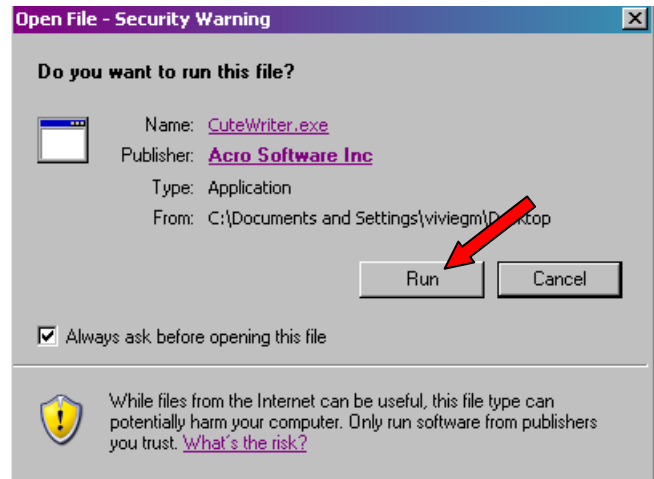 Open File - Security Warning
Do you want to run this file?
Name: CuteWriter.exe
Publisher: Acro Software Inc
Type: Application
From: C:\Documents and Settings\viviegm\Desktop
Run Cancel
Always ask before opening this file
While files from the Internet can be useful, this file type can
potentially harm your computer. Only run software from publishers
you trust. What's the risk?